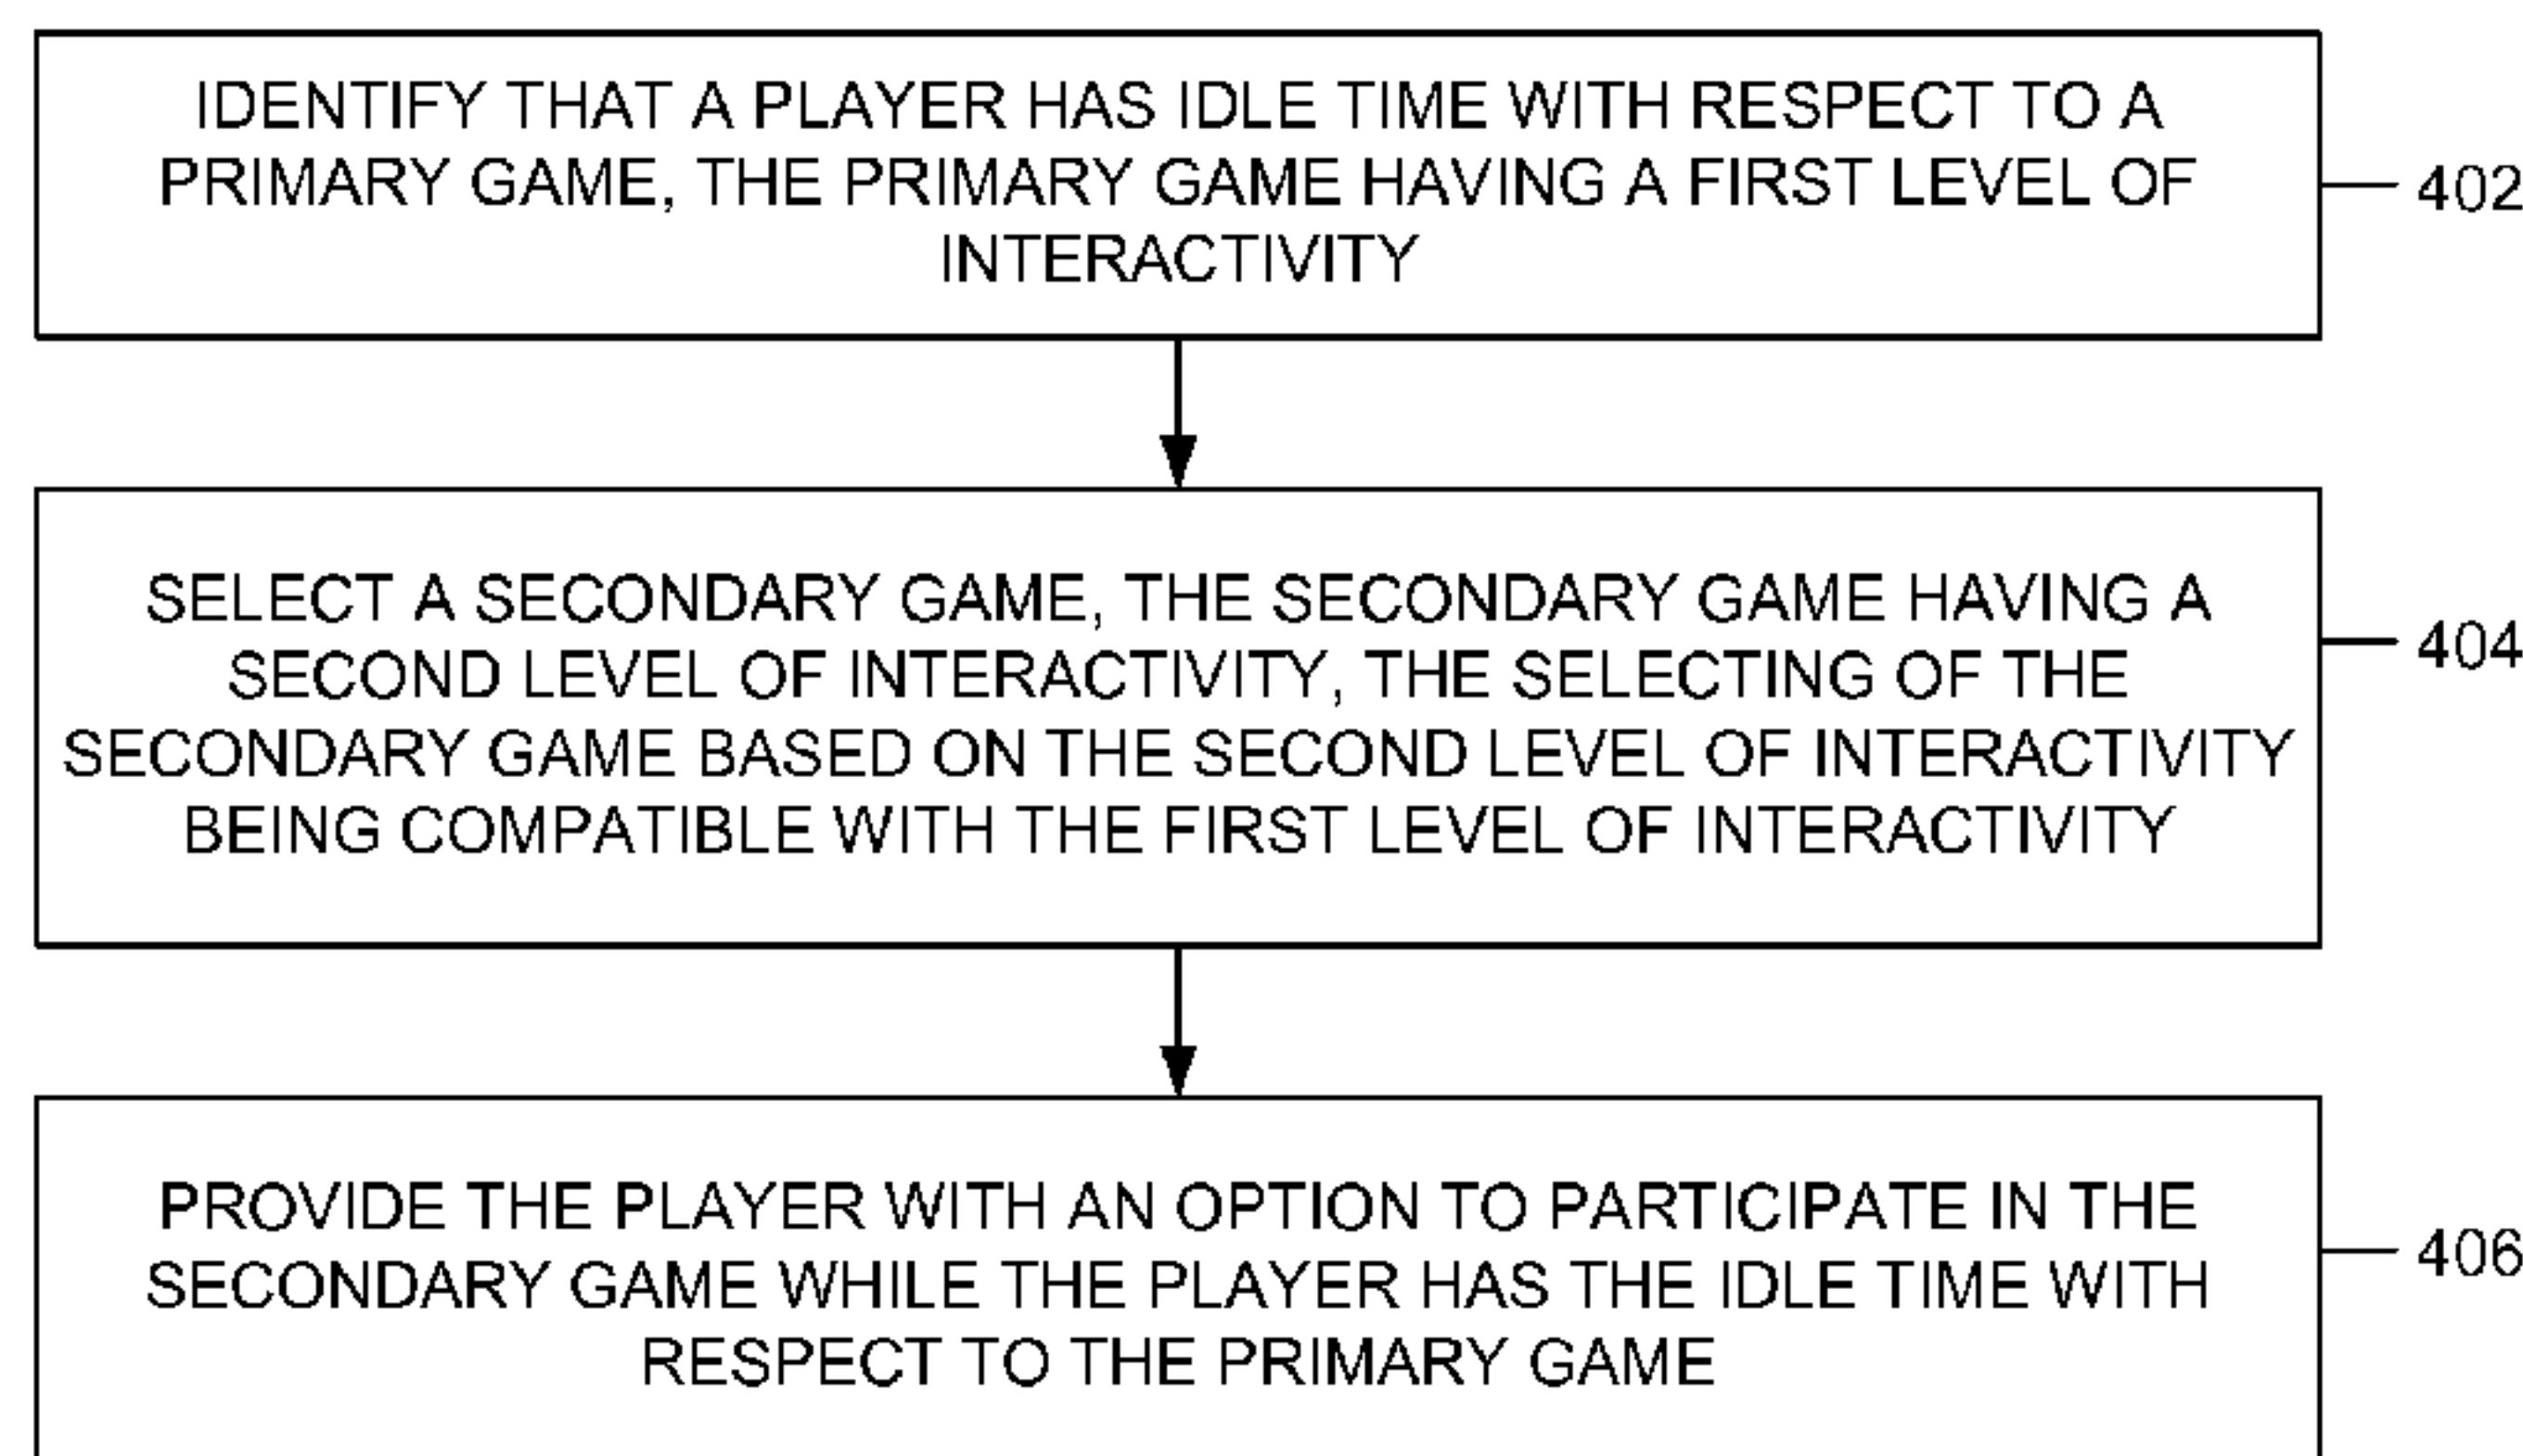 IDENTIFY THAT A PLAYER HAS IDLE TIME WITH RESPECT TO A
PRIMARY GAME, THE PRIMARY GAME HAVING A FIRST LEVEL OF
INTERACTIVITY
402
SELECT A SECONDARY GAME, THE SECONDARY GAME HAVING A
SECOND LEVEL OF INTERACTIVITY, THE SELECTING OF THE
SECONDARY GAME BASED ON THE SECOND LEVEL OF INTERACTIVITY
BEING COMPATIBLE WITH THE FIRST LEVEL OF INTERACTIVITY
404
PROVIDE THE PLAYER WITH AN OPTION TO PARTICIPATE IN THE
SECONDARY GAME WHILE THE PLAYER HAS THE IDLE TIME WITH
RESPECT TO THE PRIMARY GAME
406